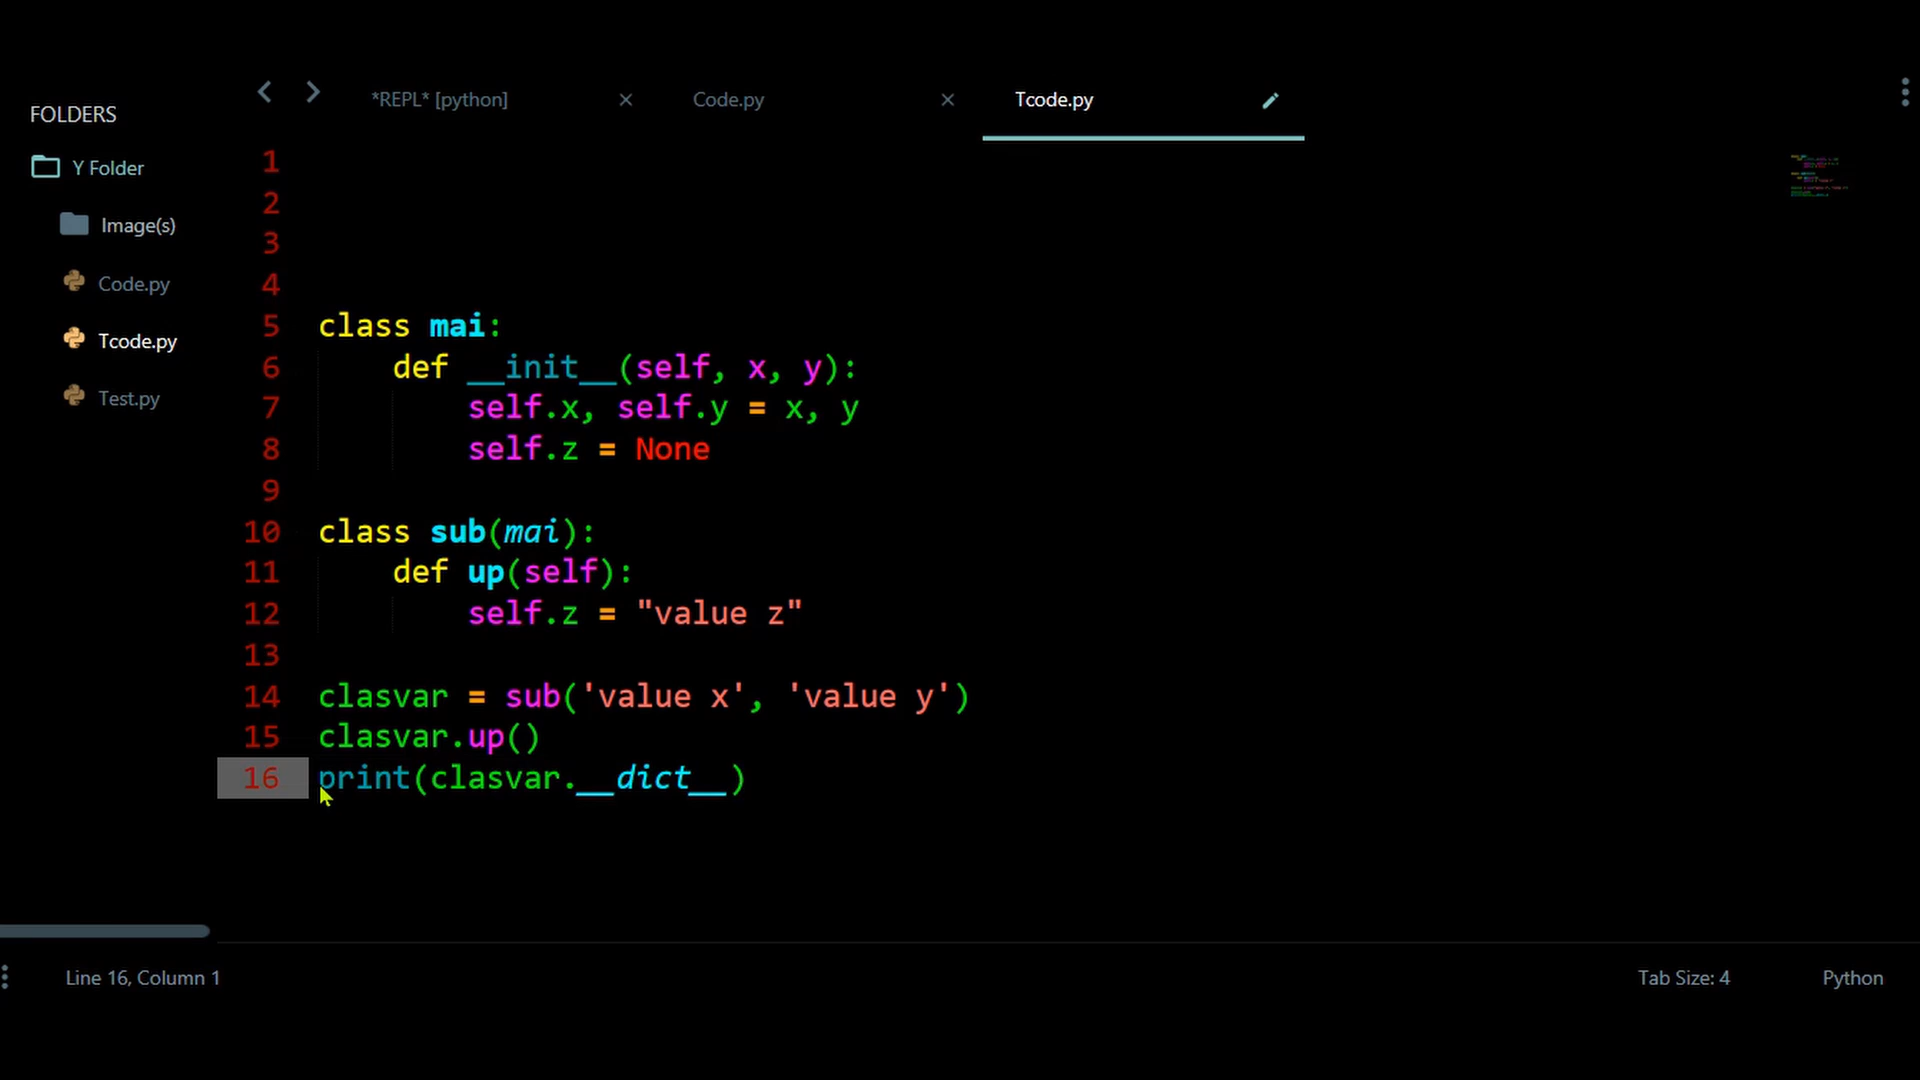 *REPL* [python]
Code.py
Tcode.py
FOLDERS
Y Folder
Image(s)
Code.py
Tcode.py
Test.py
1
2
3
4
5 class mai:
6     def __init__(self, x, y):
7         self.x, self.y = x, y
8         self.z = None
9
10 class sub(mai):
11     def up(self):
12         self.z = "value z"
13
14 clasvar = sub('value x', 'value y')
15 clasvar.up()
16 print(clasvar.__dict__)
Line 16, Column 1
Tab Size: 4
Python